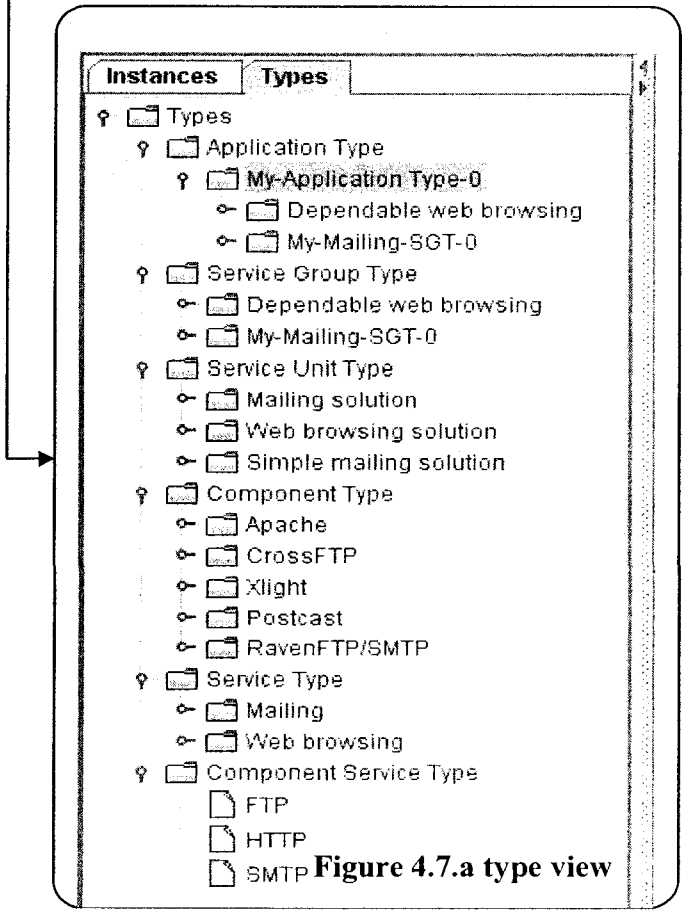 Instances Types
Types
Application Type
My-Application Type-0
Dependable web browsing
My-Mailing-SGT-0
Service Group Type
Dependable web browsing
My-Mailing-SGT-0
Service Unit Type
Mailing solution
Web browsing solution
Simple mailing solution
Component Type
Apache
CrossFTP
Xlight
Postcast
RavenFTP/SMTP
Service Type
Mailing
Web browsing
Component Service Type
FTP
HTTP
SMTP Figure 4.7.a type view